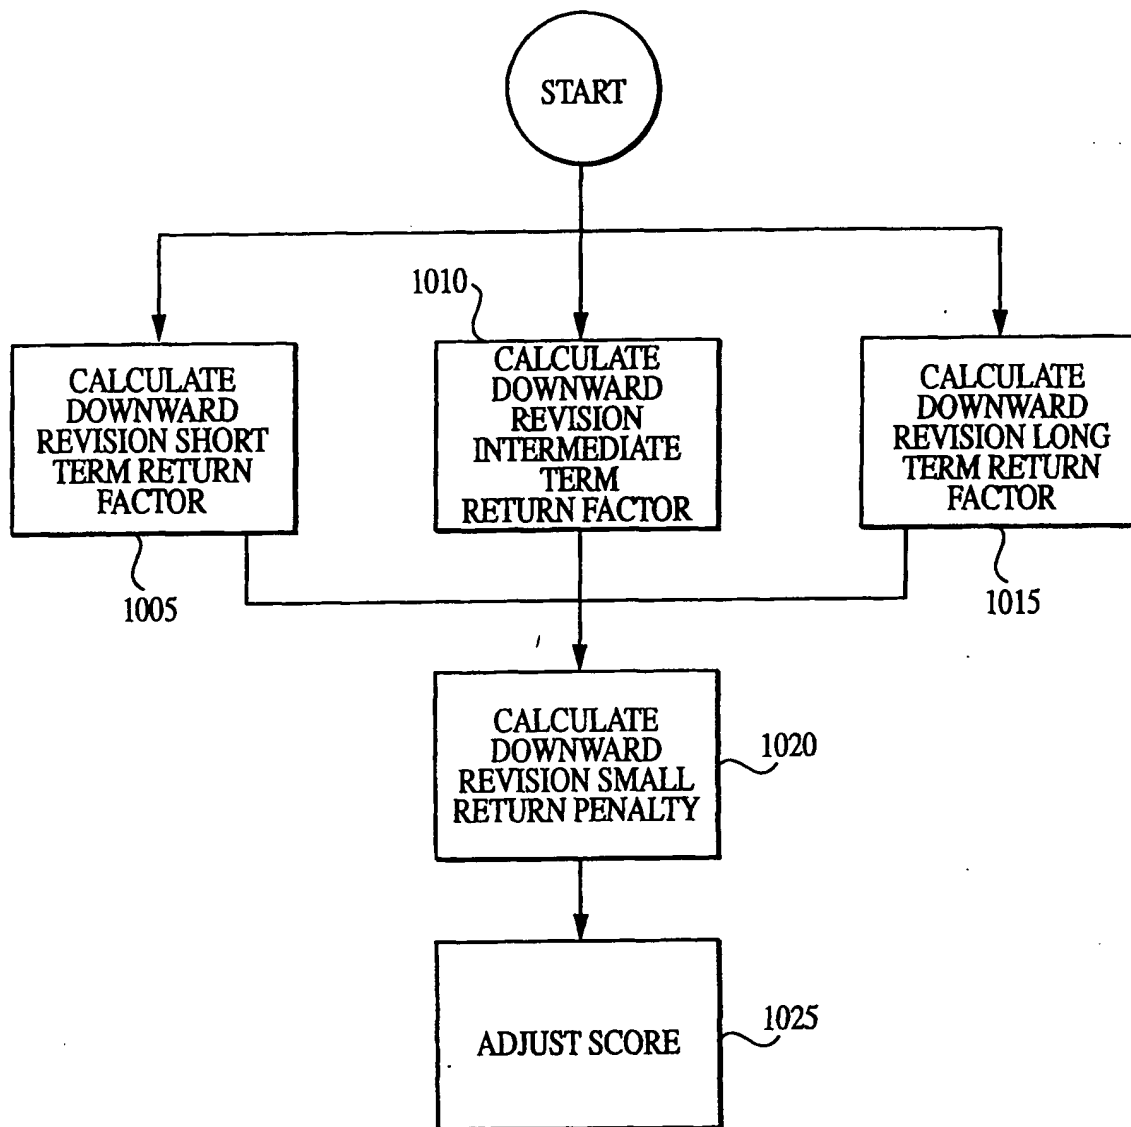 START
1010
CALCULATE
DOWNWARD
REVISION SHORT
TERM RETURN
FACTOR
1005
CALCULATE
DOWNWARD
REVISION
INTERMEDIATE
TERM
RETURN FACTOR
CALCULATE
DOWNWARD
REVISION LONG
TERM RETURN
FACTOR
1015
CALCULATE
DOWNWARD
REVISION SMALL
RETURN PENALTY
1020
ADJUST SCORE
1025